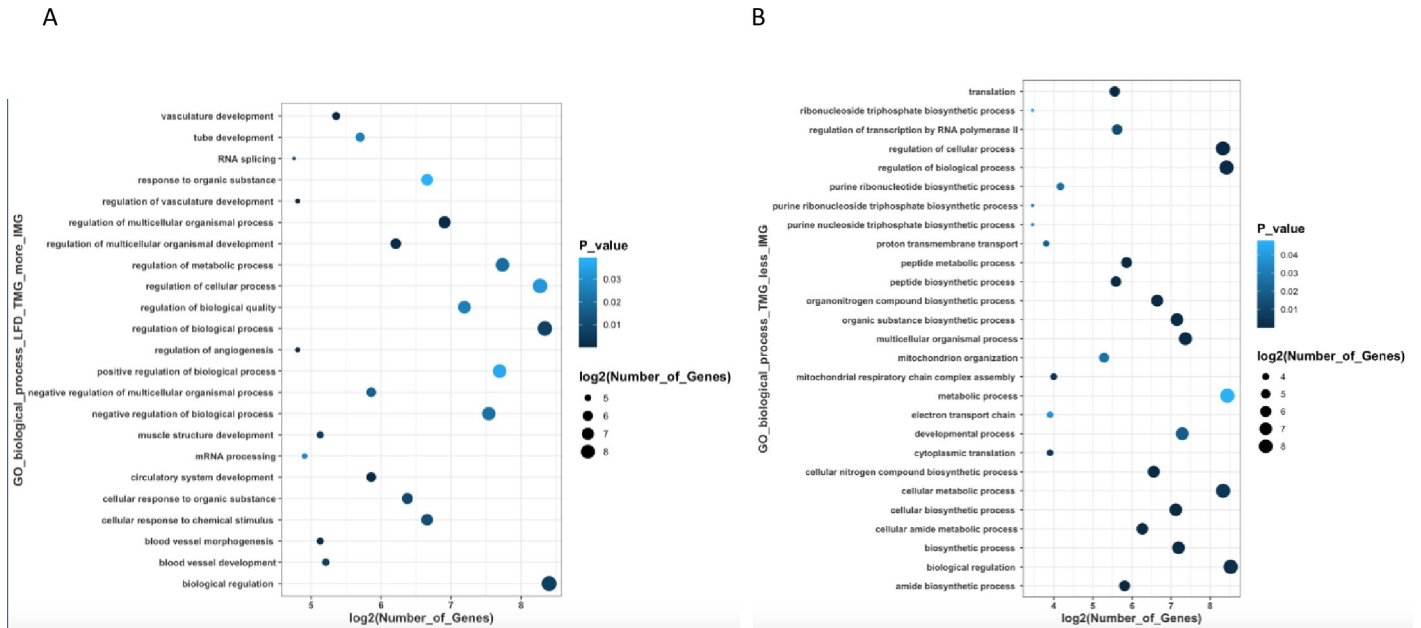 A
B
GO_biological_process_LFD_TMG_more_IMG
vasculature development
tube development
RNA splicing
response to organic substance
regulation of vasculature development
regulation of multicellular organismal process
regulation of multicellular organismal development
regulation of metabolic process
regulation of cellular process
regulation of biological quality
regulation of biological process
regulation of angiogenesis
positive regulation of biological process
negative regulation of multicellular organismal process
negative regulation of biological process
muscle structure development
mRNA processing
circulatory system development
cellular response to organic substance
cellular response to chemical stimulus
blood vessel morphogenesis
blood vessel development
biological regulation
5 6 7 8
log2(Number_of_Genes)
P_value
0.03
0.02
0.01
log2(Number_of_Genes)
5
6
7
8
GO_biological_process_TMG_less_IMG
translation
ribonucleoside triphosphate biosynthetic process
regulation of transcription by RNA polymerase II
regulation of cellular process
regulation of biological process
purine ribonucleotide biosynthetic process
purine ribonucleoside triphosphate biosynthetic process
purine nucleoside triphosphate biosynthetic process
proton transmembrane transport
peptide metabolic process
peptide biosynthetic process
organonitrogen compound biosynthetic process
organic substance biosynthetic process
multicellular organismal process
mitochondrion organization
mitochondrial respiratory chain complex assembly
metabolic process
electron transport chain
developmental process
cytoplasmic translation
cellular nitrogen compound biosynthetic process
cellular metabolic process
cellular biosynthetic process
cellular amide metabolic process
biosynthetic process
biological regulation
amide biosynthetic process
4 5 6 7 8
log2(Number_of_Genes)
P_value
0.04
0.03
0.02
0.01
log2(Number_of_Genes)
4
5
6
7
8